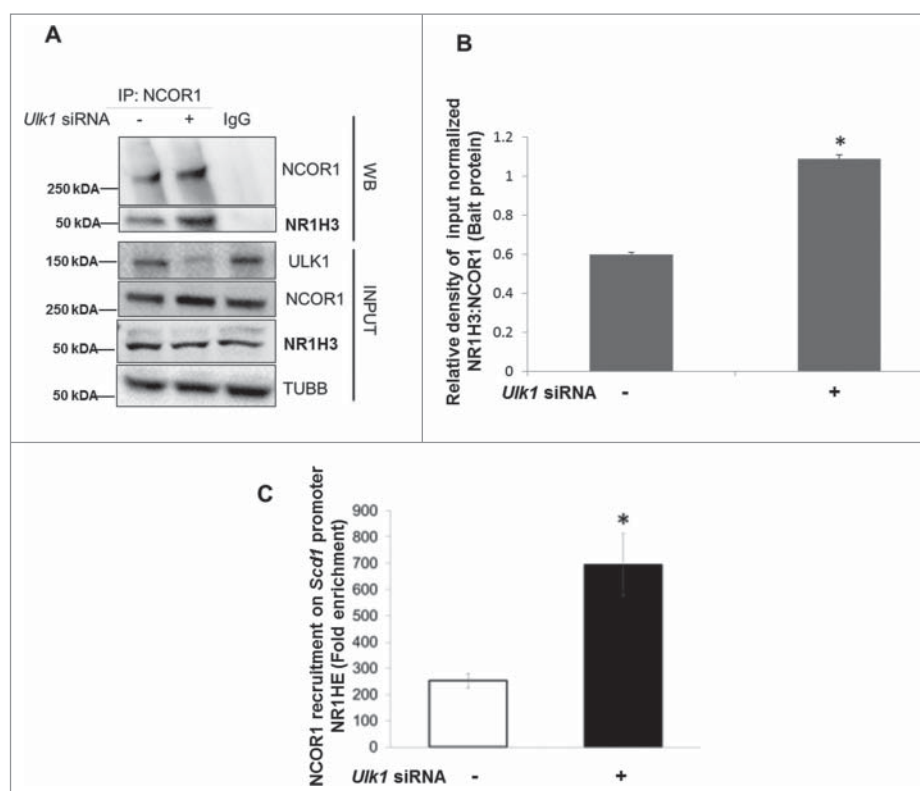 A
IP: NCOR1
Ulk1 siRNA - + IgG
NCOR1
250 kDA
50 kDA
NR1H3
WB
150 kDA
ULK1
NCOR1
250 kDA
NR1H3
50 kDA
TUBB
50 kDA
INPUT
B
Relative density of input normalized
NR1H3:NCOR1 (Bait protein)
1.2
1
0.8
0.6
0.4
0.2
0
*
Ulk1 siRNA - +
C
NCOR1 recruitment on Scd1 promoter
NR1HE (Fold enrichment)
900
800
700
600
500
400
300
200
100
0
*
Ulk1 siRNA - +